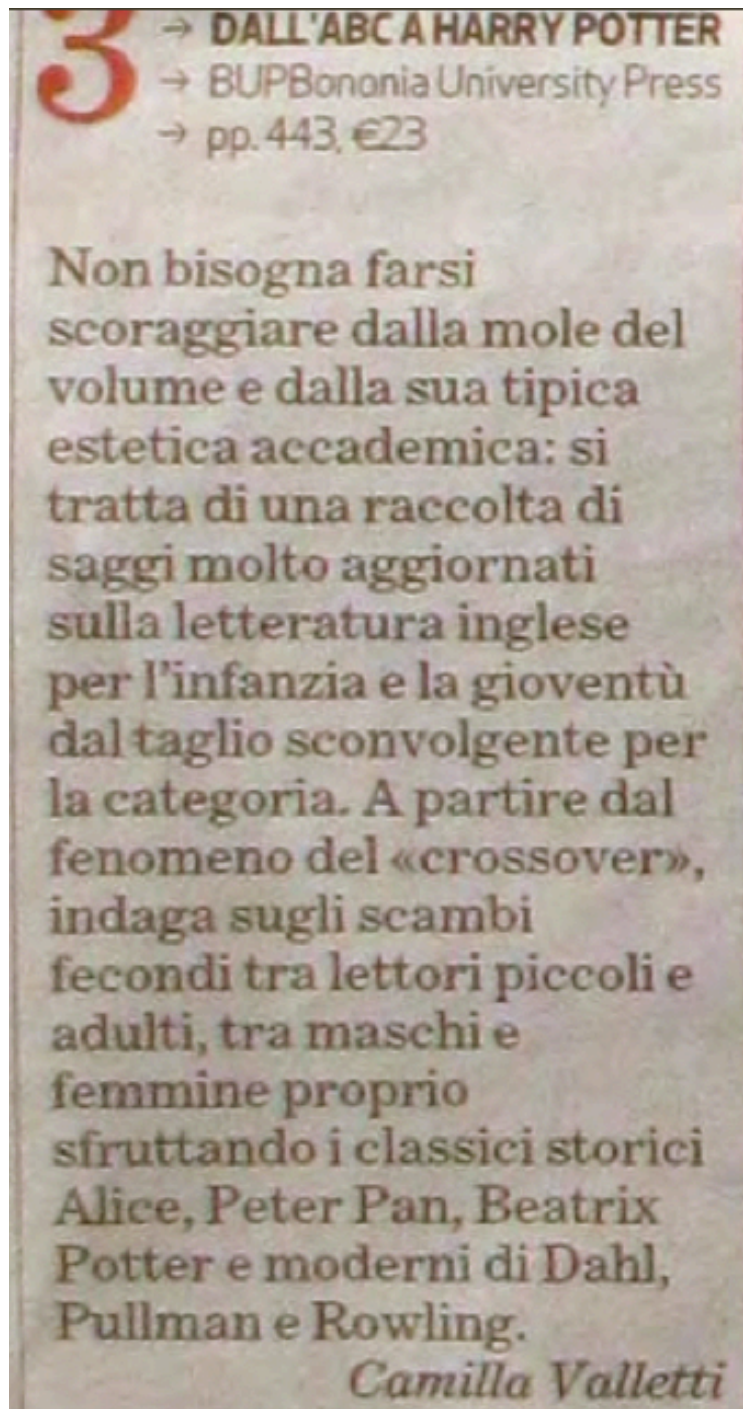 3 → DALL'ABC A HARRY POTTER
→ BUPBononia University Press
→ pp. 443, €23
Non bisogna farsi
scoraggiare dalla mole del
volume e dalla sua tipica
estetica accademica: si
tratta di una raccolta di
saggi molto aggiornati
sulla letteratura inglese
per l'infanzia e la gioventù
dal taglio sconvolgente per
la categoria. A partire dal
fenomeno del «crossover»,
indaga sugli scambi
fecondi tra lettori piccoli e
adulti, tra maschi e
femmine proprio
sfruttando i classici storici
Alice, Peter Pan, Beatrix
Potter e moderni di Dahl,
Pullman e Rowling.
Camilla Valletti